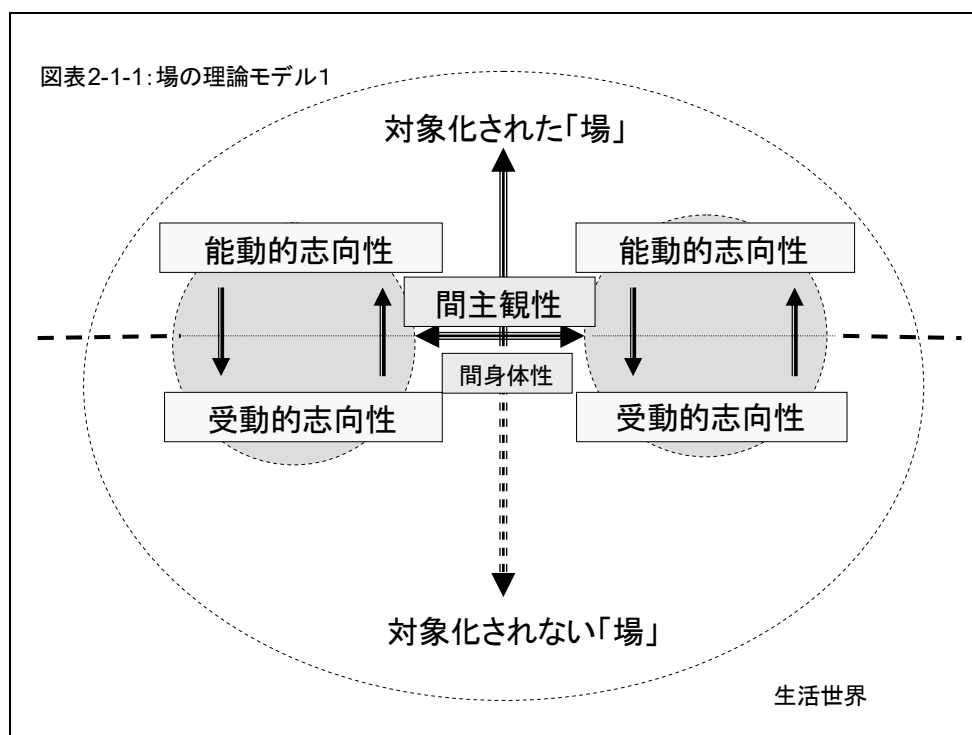 図表2-1-1:場の理論モデル1
対象化された「場」
能動的志向性
能動的志向性
間主観性
間身体性
受動的志向性
受動的志向性
対象化されない「場」
生活世界